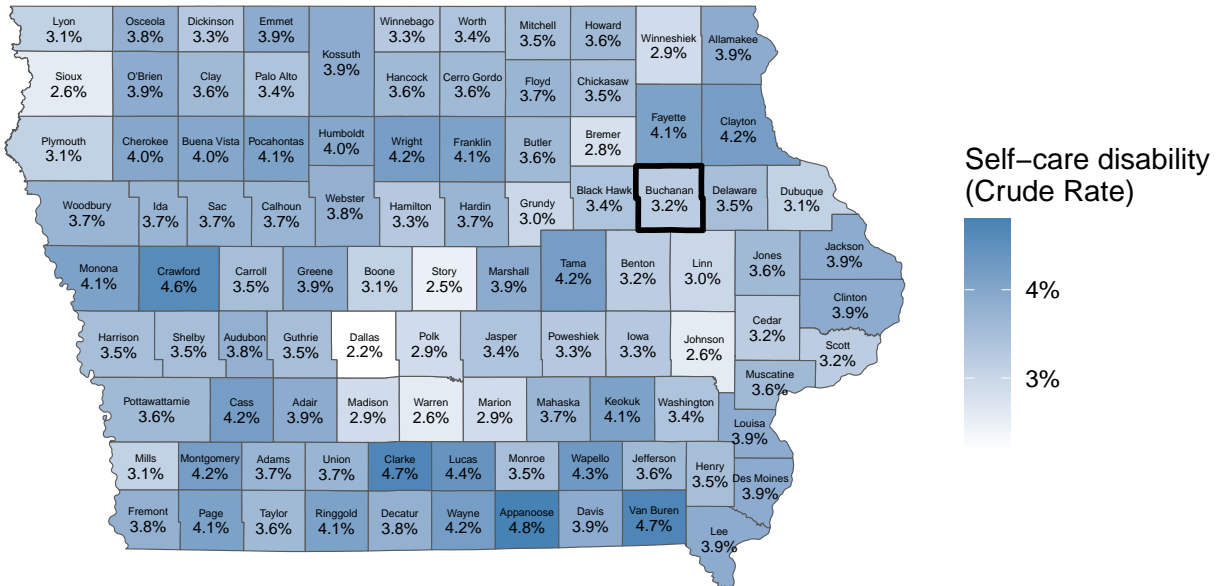 Lyon
3.1%
Osceola
3.8%
Dickinson
3.3%
Emmet
3.9%
Winnebago
3.3%
Worth
3.4%
Mitchell
3.5%
Howard
3.6%
Winneshiek
2.9%
Allamakee
3.9%
Kossuth
3.9%
Sioux
2.6%
O'Brien
3.9%
Clay
3.6%
Palo Alto
3.4%
Hancock
3.6%
Cerro Gordo
3.6%
Floyd
3.7%
Chickasaw
3.5%
Fayette
4.1%
Clayton
4.2%
Plymouth
3.1%
Cherokee
4.0%
Buena Vista
4.0%
Pocahontas
4.1%
Humboldt
4.0%
Wright
4.2%
Franklin
4.1%
Butler
3.6%
Bremer
2.8%
Woodbury
3.7%
Ida
3.7%
Sac
3.7%
Calhoun
3.7%
Webster
3.8%
Hamilton
3.3%
Hardin
3.7%
Grundy
3.0%
Black Hawk
3.4%
Buchanan
3.2%
Delaware
3.5%
Dubuque
3.1%
Monona
4.1%
Crawford
4.6%
Carroll
3.5%
Greene
3.9%
Boone
3.1%
Story
2.5%
Marshall
3.9%
Tama
4.2%
Benton
3.2%
Linn
3.0%
Jones
3.6%
Jackson
3.9%
Clinton
3.9%
Harrison
3.5%
Shelby
3.5%
Audubon
3.8%
Guthrie
3.5%
Dallas
2.2%
Polk
2.9%
Jasper
3.4%
Poweshiek
3.3%
Iowa
3.3%
Johnson
2.6%
Cedar
3.2%
Scott
3.2%
Muscatine
3.6%
Pottawattamie
3.6%
Cass
4.2%
Adair
3.9%
Madison
2.9%
Warren
2.6%
Marion
2.9%
Mahaska
3.7%
Keokuk
4.1%
Washington
3.4%
Louisa
3.9%
Mills
3.1%
Montgomery
4.2%
Adams
3.7%
Union
3.7%
Clarke
4.7%
Lucas
4.4%
Monroe
3.5%
Wapello
4.3%
Jefferson
3.6%
Henry
3.5%
Des Moines
3.9%
Fremont
3.8%
Page
4.1%
Taylor
3.6%
Ringgold
4.1%
Decatur
3.8%
Wayne
4.2%
Appanoose
4.8%
Davis
3.9%
Van Buren
4.7%
Lee
3.9%
Self−care disability
(Crude Rate)
4%
3%